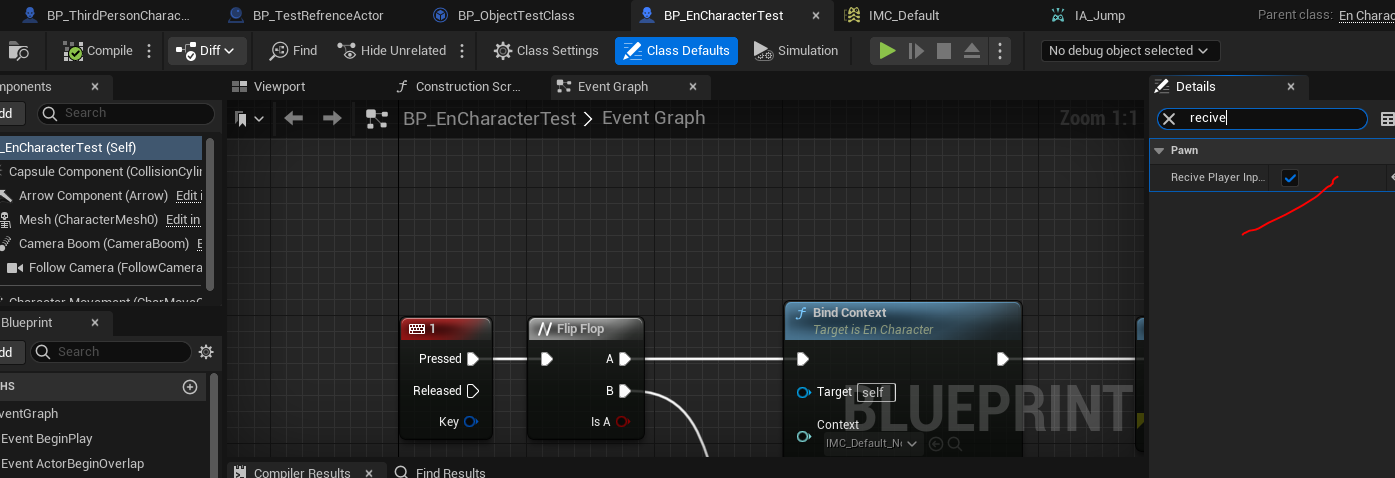 BP_ThirdPersonCharac...
BP_TestRefrenceActor
BP_ObjectTestClass
BP_EnCharacterTest
IMC_Default
IA_Jump
Parent class: En Charac
Compile
Diff
Find
Hide Unrelated
Class Settings
Class Defaults
Simulation
No debug object selected
mponents
Viewport
Construction Scr...
Event Graph
Details
dd
Search
BP_EnCharacterTest > Event Graph
Zoom 1:1
recive
_EnCharacterTest (Self)
Pawn
Capsule Component (CollisionCylin
Recive Player Inp...
Arrow Component (Arrow) Edit i
Mesh (CharacterMesh0) Edit in
Camera Boom (CameraBoom) E
Follow Camera (FollowCamera
Character Movement (CharMoveC
Blueprint
dd
Search
HS
ventGraph
Event BeginPlay
Event ActorBeginOverlap
1
Pressed
Released
Key
Flip Flop
A
B
Is A
Bind Context
Target is En Character
Target self
Context
IMC_Default_Ne
BLUEPRINT
Compiler Results
Find Results